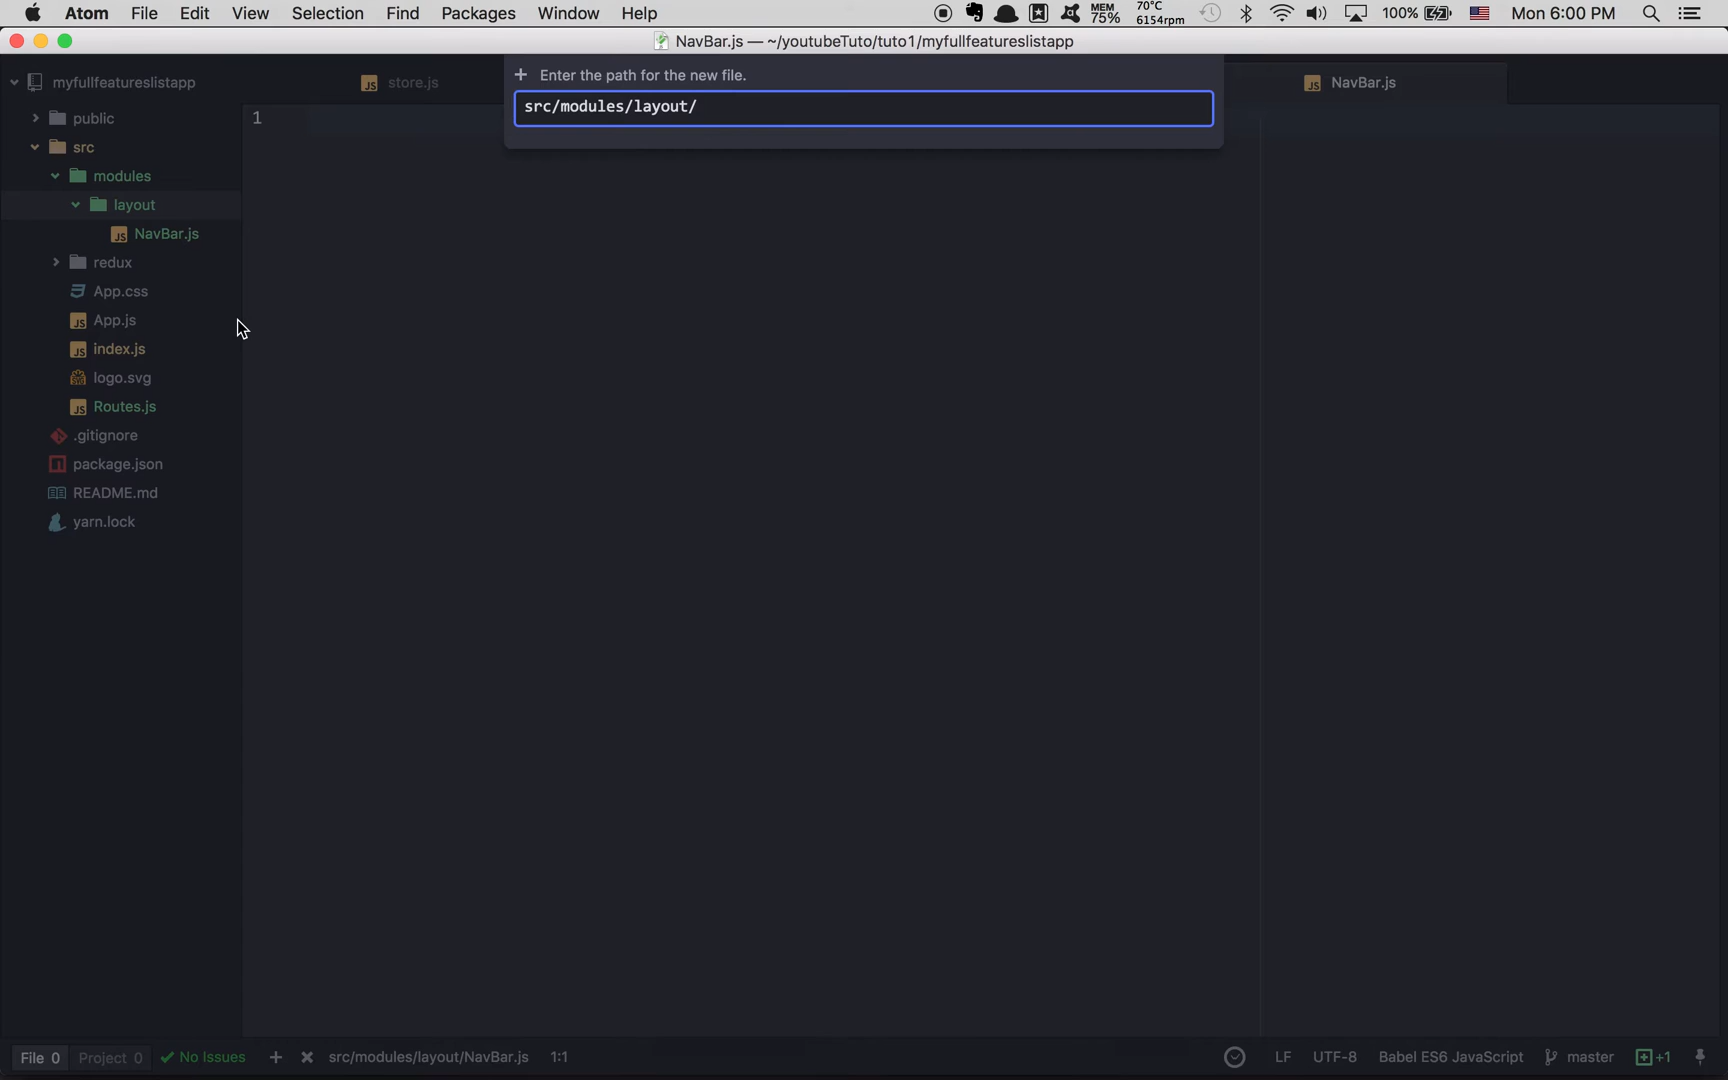 Atom File Edit View Selection Find Packages Window Help MEM 75% 70°C 6154rpm 100% Mon 6:00 PM
NavBar.js — ~/youtubeTuto/tuto1/myfullfeatureslistapp
myfullfeatureslistapp
store.js
Enter the path for the new file.
NavBar.js
src/modules/layout/
1
public
src
modules
layout
NavBar.js
redux
App.css
App.js
index.js
logo.svg
Routes.js
.gitignore
package.json
README.md
yarn.lock
File 0 Project 0 No Issues src/modules/layout/NavBar.js 1:1 LF UTF-8 Babel ES6 JavaScript master +1